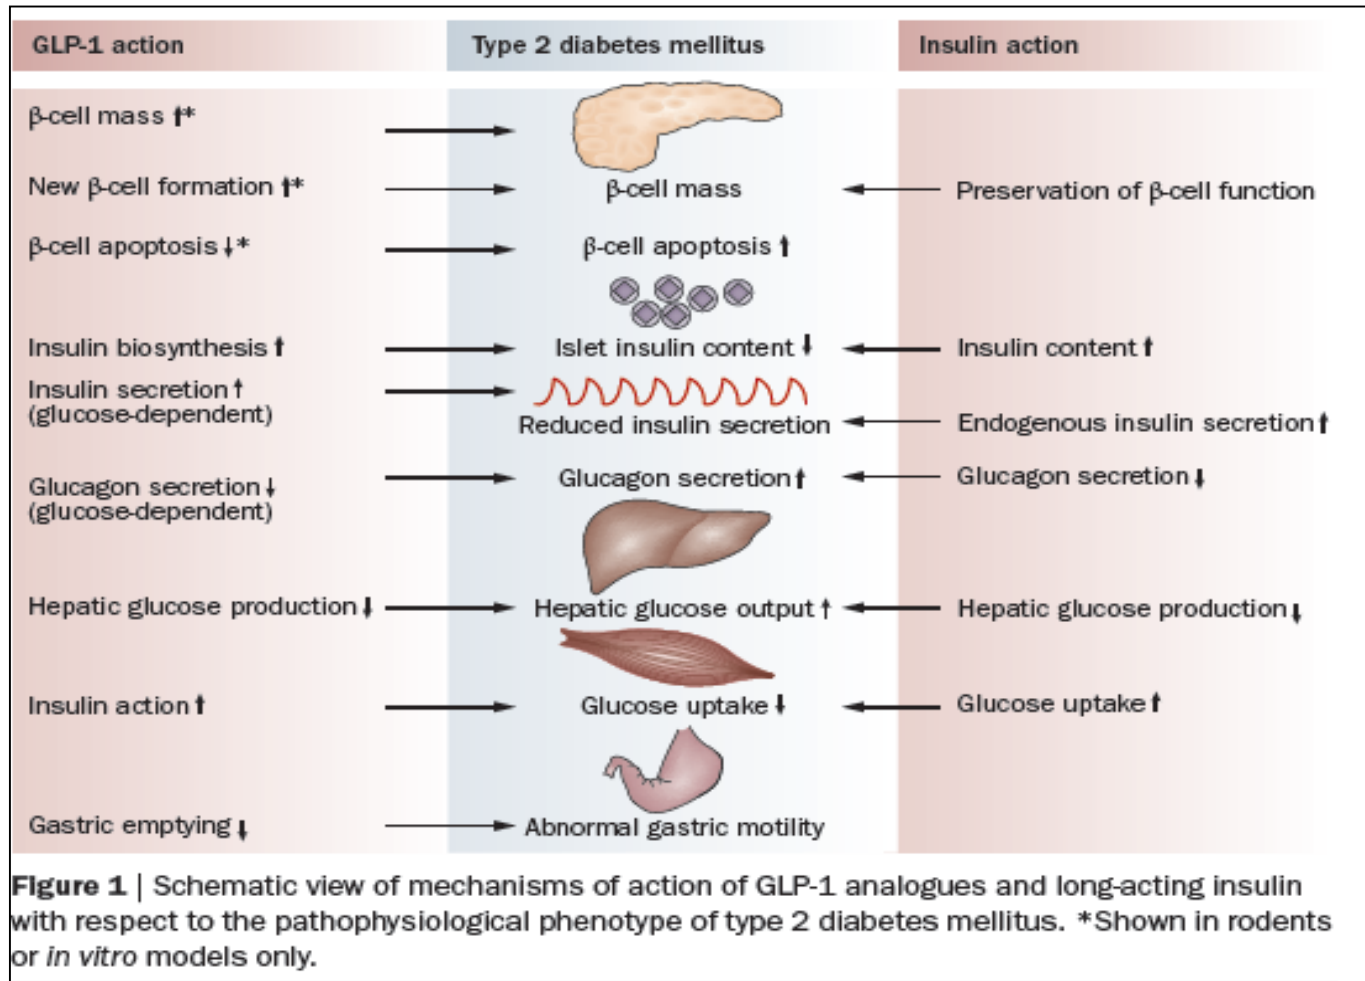 GLP-1 action
Type 2 diabetes mellitus
Insulin action
β-cell mass ↑*
New β-cell formation ↑*
β-cell mass
Preservation of β-cell function
β-cell apoptosis ↓*
β-cell apoptosis ↑
Insulin biosynthesis ↑
Islet insulin content ↓
Insulin content ↑
Insulin secretion ↑
(glucose-dependent)
Reduced insulin secretion
Endogenous insulin secretion ↑
Glucagon secretion ↓
(glucose-dependent)
Glucagon secretion ↑
Glucagon secretion ↓
Hepatic glucose production ↓
Hepatic glucose output ↑
Hepatic glucose production ↓
Insulin action ↑
Glucose uptake ↓
Glucose uptake ↑
Gastric emptying ↓
Abnormal gastric motility
Figure 1 | Schematic view of mechanisms of action of GLP-1 analogues and long-acting insulin
with respect to the pathophysiological phenotype of type 2 diabetes mellitus. *Shown in rodents
or in vitro models only.